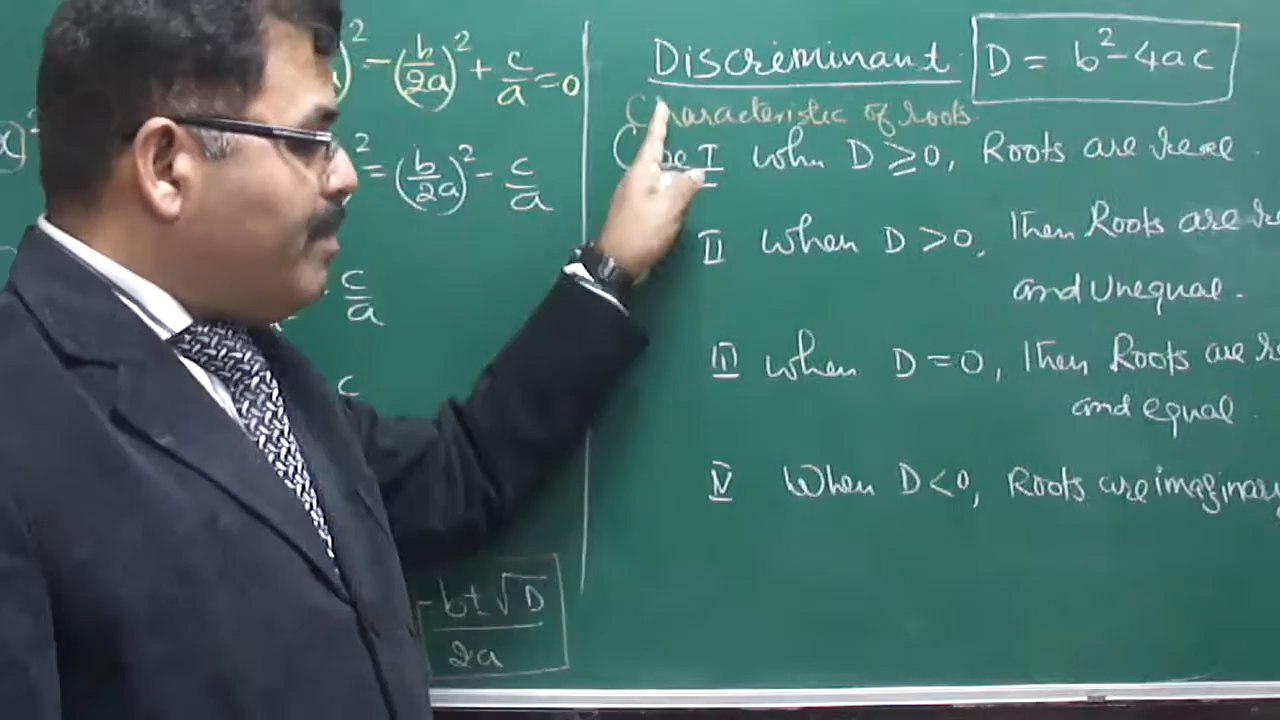 )² - (b/2a)² + c/a = 0
² = (b/2a)² - c/a
c/a
c
-b±√D
2a
Discreminant D = b²-4ac
Characteristic of roots
I when D ≥ 0, Roots are reae.
II when D > 0, Then Roots are
and Unequal.
III when D = 0, Then Roots are
and equal.
IV When D < 0, Roots are imaginary